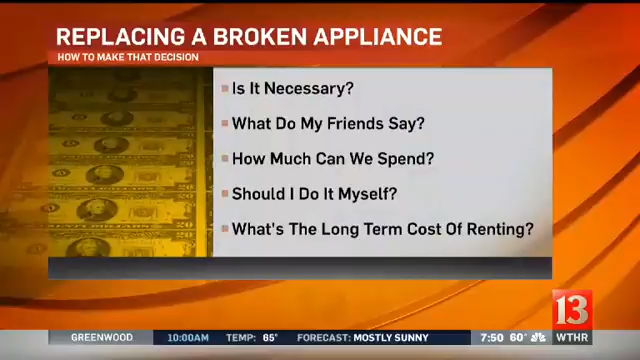 REPLACING A BROKEN APPLIANCE
HOW TO MAKE THAT DECISION
Is It Necessary?
What Do My Friends Say?
How Much Can We Spend?
Should I Do It Myself?
What's The Long Term Cost Of Renting?
13
GREENWOOD 10:00AM TEMP: 65° FORECAST: MOSTLY SUNNY 7:50 60° WTHR